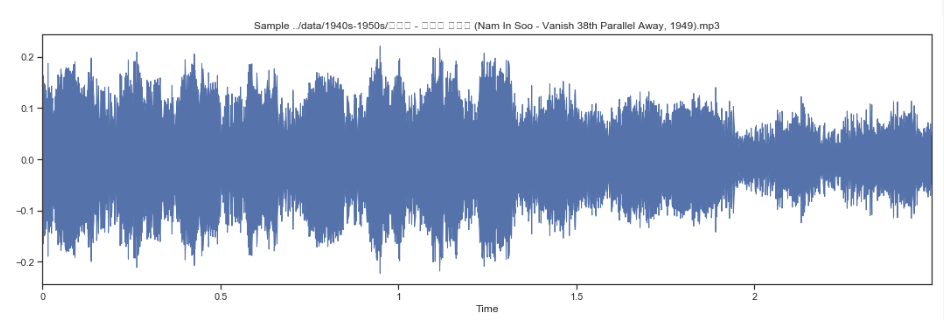 Sample ../data/1940s-1950s/□□□ - □□□ □□□ (Nam In Soo - Vanish 38th Parallel Away, 1949).mp3
0.2
0.1
0.0
−0.1
−0.2
0 0.5 1 1.5 2
Time